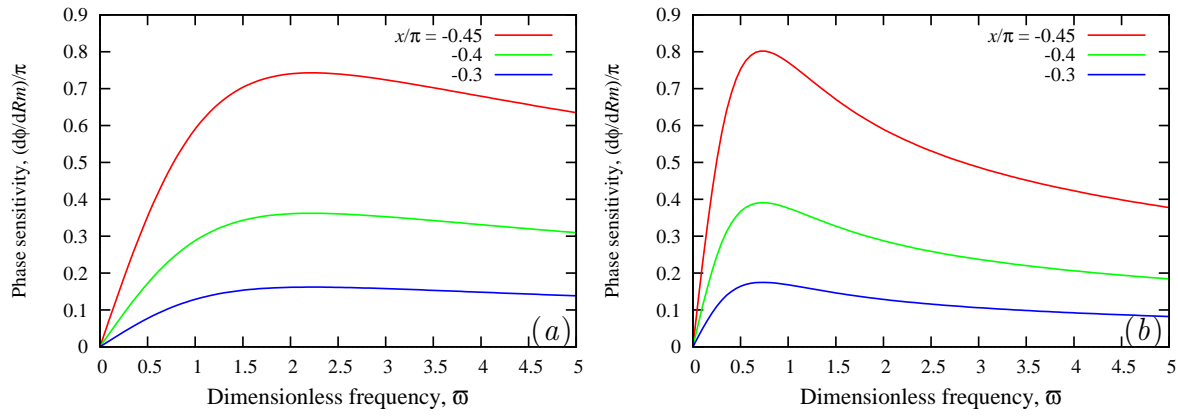 Phase sensitivity, (dϕ/dRm)/π
0.9
0.8
0.7
0.6
0.5
0.4
0.3
0.2
0.1
0
x/π = -0.45
-0.4
-0.3
(a)
0 0.5 1 1.5 2 2.5 3 3.5 4 4.5 5
Dimensionless frequency, ϖ
Phase sensitivity, (dϕ/dRm)/π
0.9
0.8
0.7
0.6
0.5
0.4
0.3
0.2
0.1
0
x/π = -0.45
-0.4
-0.3
(b)
0 0.5 1 1.5 2 2.5 3 3.5 4 4.5 5
Dimensionless frequency, ϖ